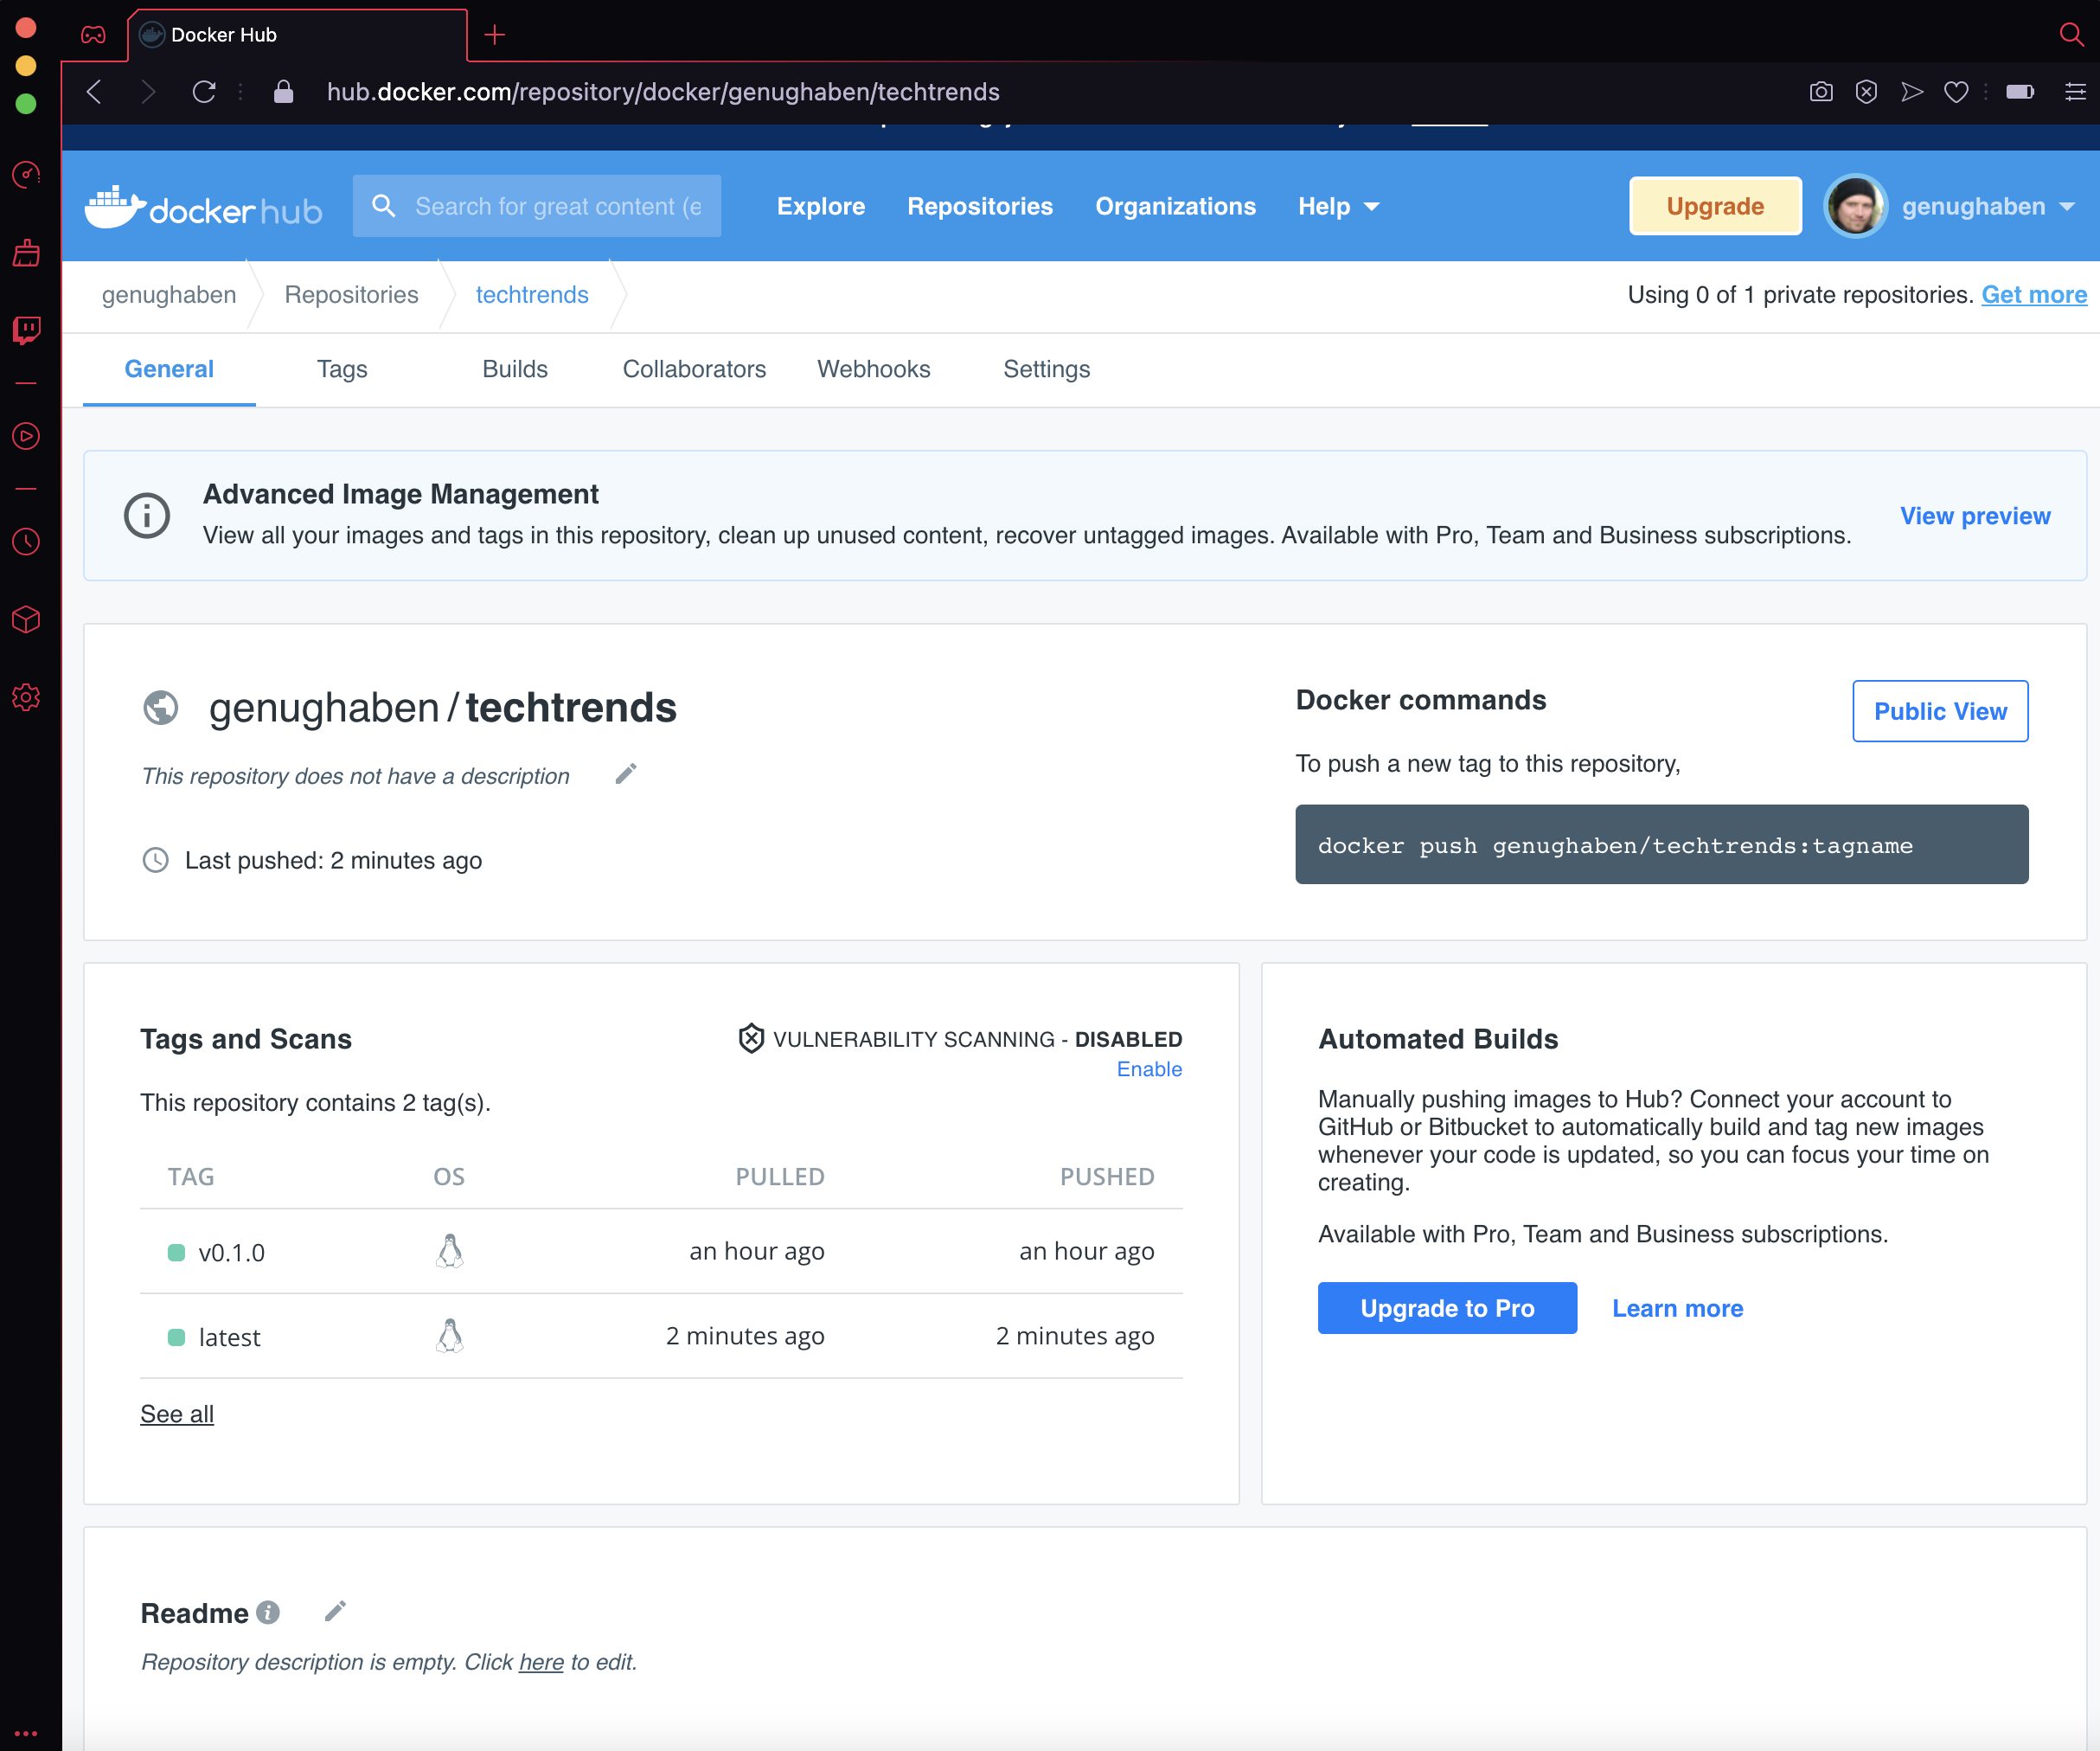 Docker Hub
hub.docker.com/repository/docker/genughaben/techtrends
docker hub
Search for great content (e
Explore
Repositories
Organizations
Help
Upgrade
genughaben
genughaben
Repositories
techtrends
Using 0 of 1 private repositories. Get more
General
Tags
Builds
Collaborators
Webhooks
Settings
Advanced Image Management
View all your images and tags in this repository, clean up unused content, recover untagged images. Available with Pro, Team and Business subscriptions.
View preview
genughaben / techtrends
This repository does not have a description
Last pushed: 2 minutes ago
Docker commands
Public View
To push a new tag to this repository,
docker push genughaben/techtrends:tagname
Tags and Scans
VULNERABILITY SCANNING - DISABLED
Enable
This repository contains 2 tag(s).
TAG OS PULLED PUSHED
v0.1.0 an hour ago an hour ago
latest 2 minutes ago 2 minutes ago
See all
Automated Builds
Manually pushing images to Hub? Connect your account to
GitHub or Bitbucket to automatically build and tag new images
whenever your code is updated, so you can focus your time on
creating.
Available with Pro, Team and Business subscriptions.
Upgrade to Pro
Learn more
Readme
Repository description is empty. Click here to edit.